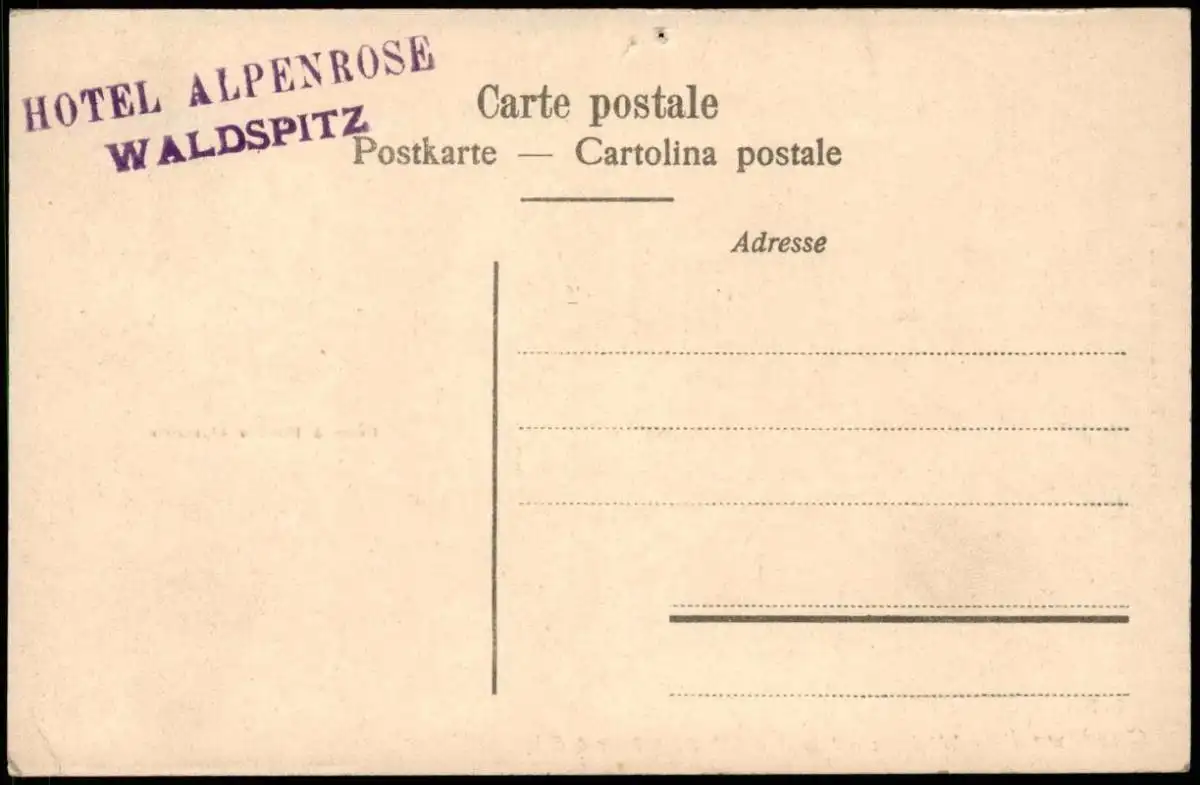 HOTEL ALPENROSE
WALDSPITZ
Carte postale
Postkarte — Cartolina postale
Adresse